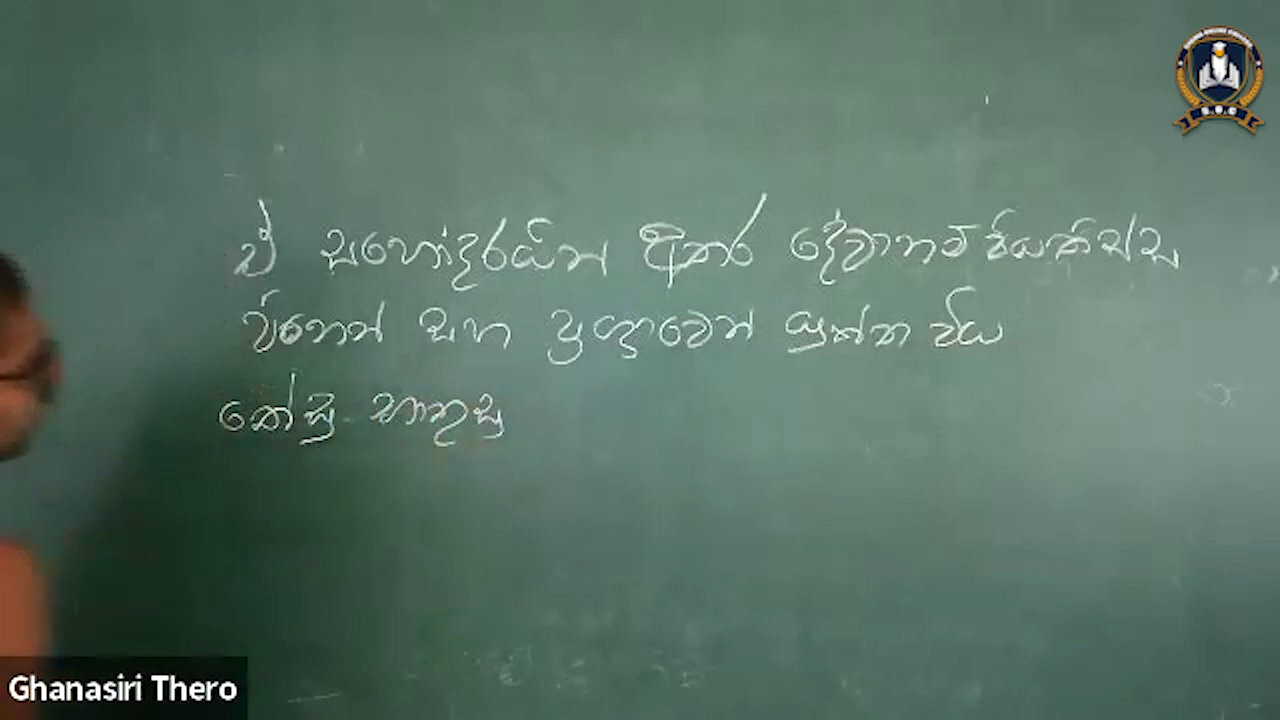 ඒ සහෝදරයින් අතර දේවානම්පියතිස්ස
පිනෙන් සහ ප්‍රඥාවෙන් යුක්ත විය
තේසු භාතුසු
Ghanasiri Thero